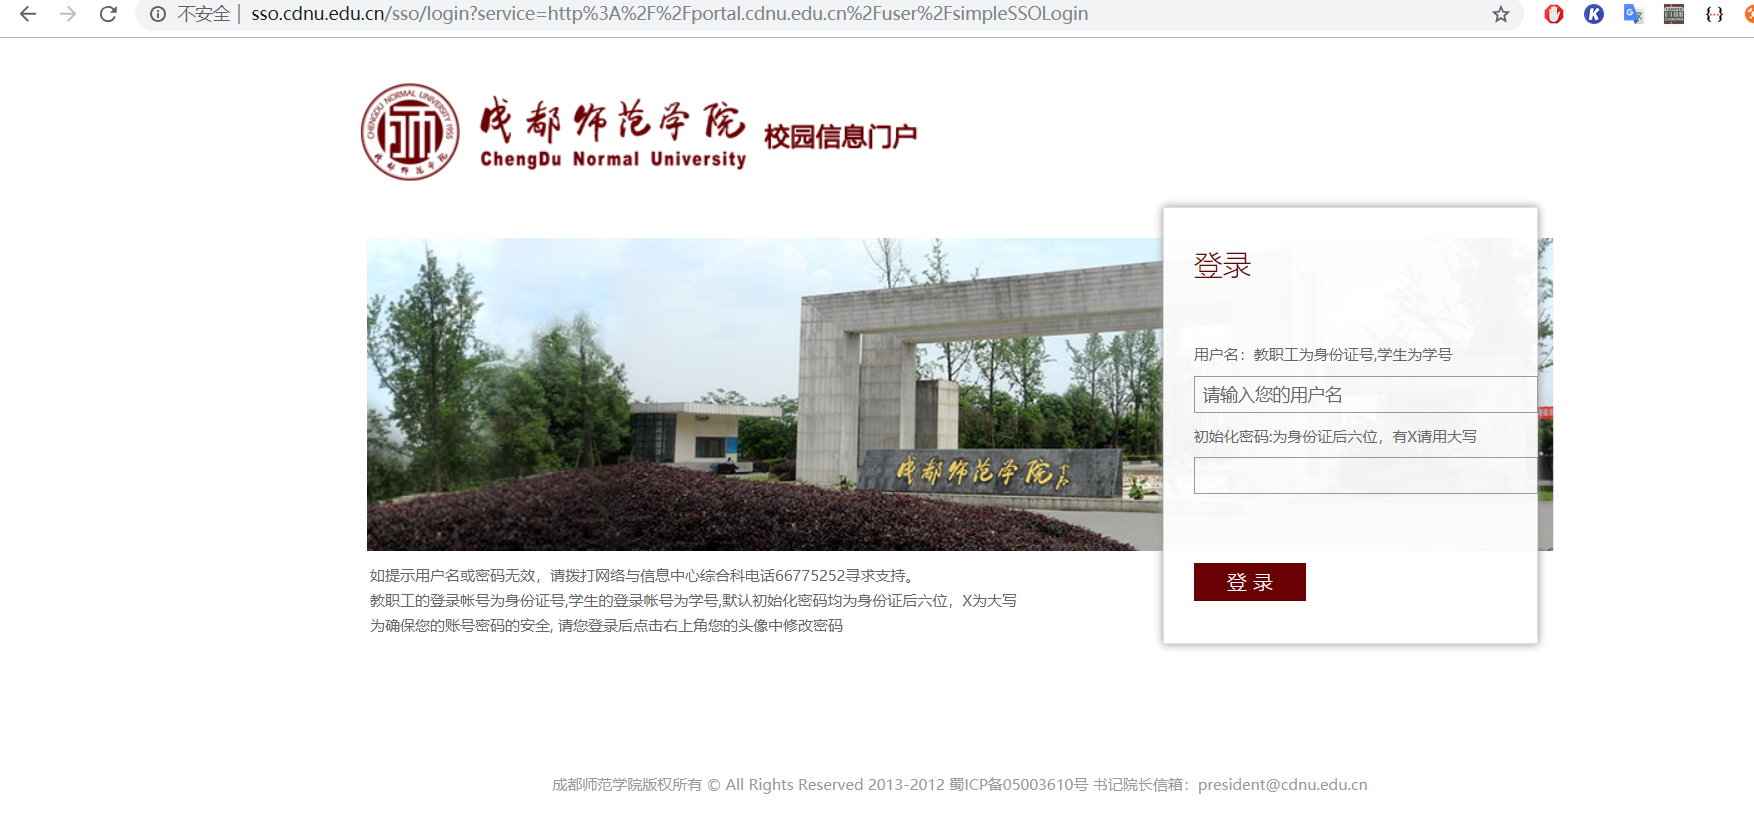 不安全 | sso.cdnu.edu.cn/sso/login?service=http%3A%2F%2Fportal.cdnu.edu.cn%2Fuser%2FsimpleSSOLogin
CHENGDU NORMAL UNIVERSITY 1955
成都师范学院
成都师范学院
ChengDu Normal University
校园信息门户
登录
用户名：教职工为身份证号,学生为学号
请输入您的用户名
初始化密码:为身份证后六位，有X请用大写
登 录
成都师范学院
如提示用户名或密码无效，请拨打网络与信息中心综合科电话66775252寻求支持。
教职工的登录帐号为身份证号,学生的登录帐号为学号,默认初始化密码均为身份证后六位，X为大写
为确保您的账号密码的安全, 请您登录后点击右上角您的头像中修改密码
成都师范学院版权所有 © All Rights Reserved 2013-2012 蜀ICP备05003610号 书记院长信箱：president@cdnu.edu.cn